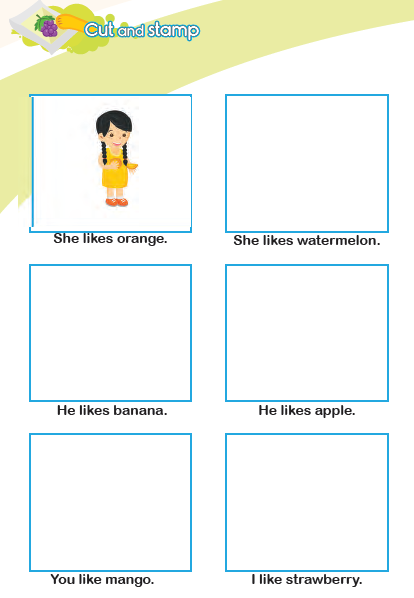 Cut and stamp
She likes orange.
She likes watermelon.
He likes banana.
He likes apple.
You like mango.
I like strawberry.